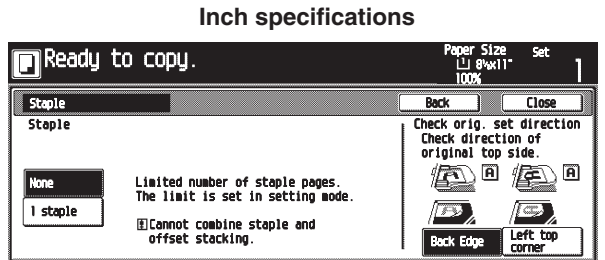 Inch specifications
Ready to copy.
Paper Size
8½x11"
100%
Set
1
Staple
Back
Close
Staple
None
1 staple
Limited number of staple pages.
The limit is set in setting mode.
Cannot combine staple and
offset stacking.
Check orig. set direction
Check direction of
original top side.
A
A
Back Edge
Left top
corner